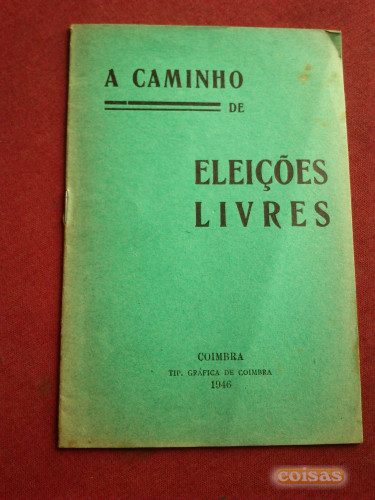 A CAMINHO
DE
ELEIÇÕES
LIVRES
COIMBRA
TIP. GRÁFICA DE COIMBRA
1946
coisas